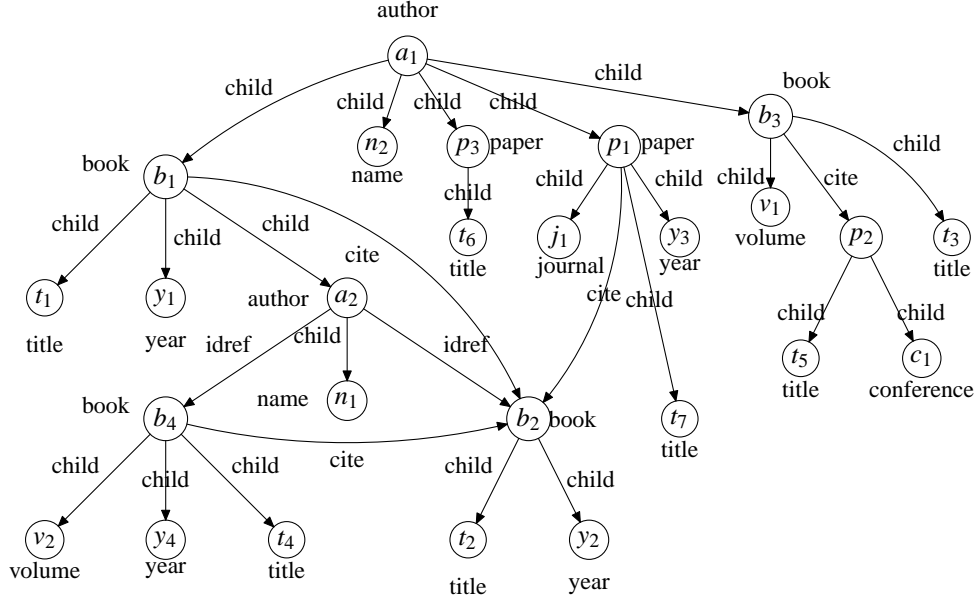 author
a1
child
book
child
b3
child child child
n2
p3 paper
p1 paper
name
child
book
b1
child
child child
child
cite
v1
volume
child
child
child
cite
t6
title
j1
journal
y3
year
p2
t3
title
author
a2
cite child
t1
title
y1
year
child
child
idref
child
idref
t5
title
c1
conference
book
name
n1
b4
b2 book
t7
title
cite
child
child
child
child
child
v2
volume
y4
year
t4
title
t2
title
y2
year